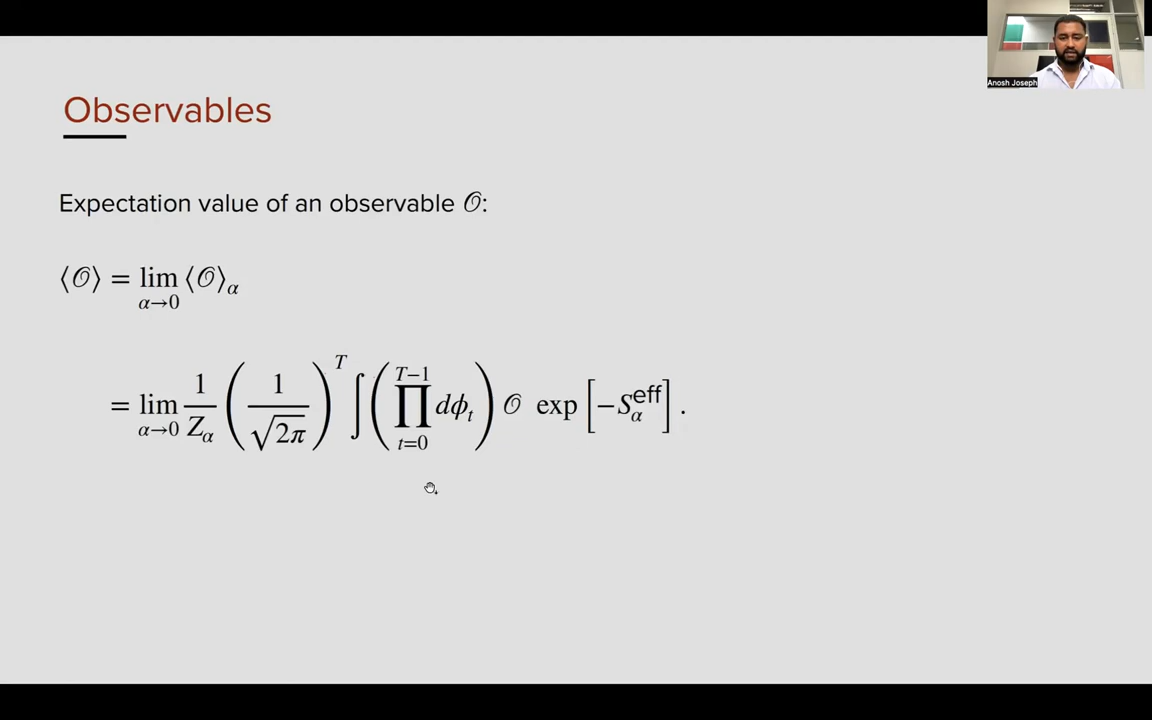 Observables
Expectation value of an observable 𝒪:
⟨𝒪⟩ = lim_{α→0} ⟨𝒪⟩_α
= lim_{α→0} 1/Z_α (1/√2π)^T ∫ (∏_{t=0}^{T−1} dϕ_t) 𝒪 exp [−S_α^eff] .
Anosh Joseph